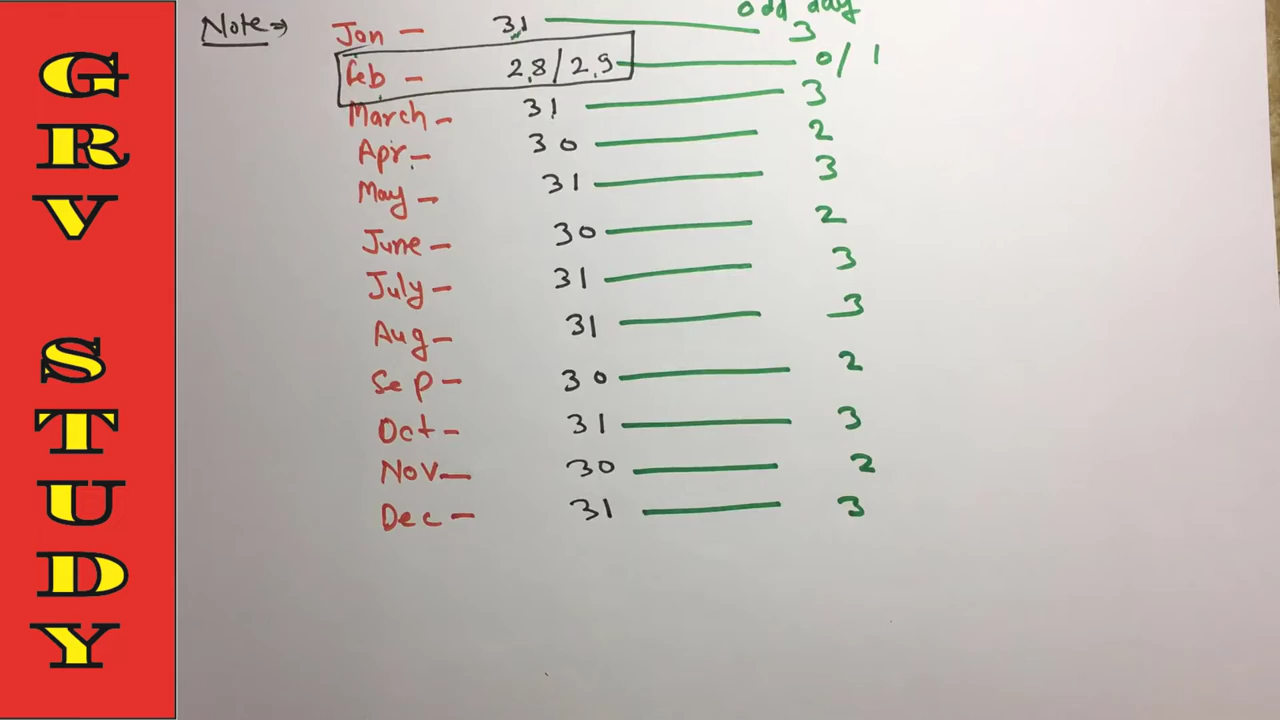 GRV
STUDY
odd day
Note ⇒ Jan - 31 3
Feb - 28/29 0/1
March - 31 3
Apr. - 30 2
May - 31 3
June - 30 2
July - 31 3
Aug - 31 3
Sep - 30 2
Oct - 31 3
Nov - 30 2
Dec - 31 3